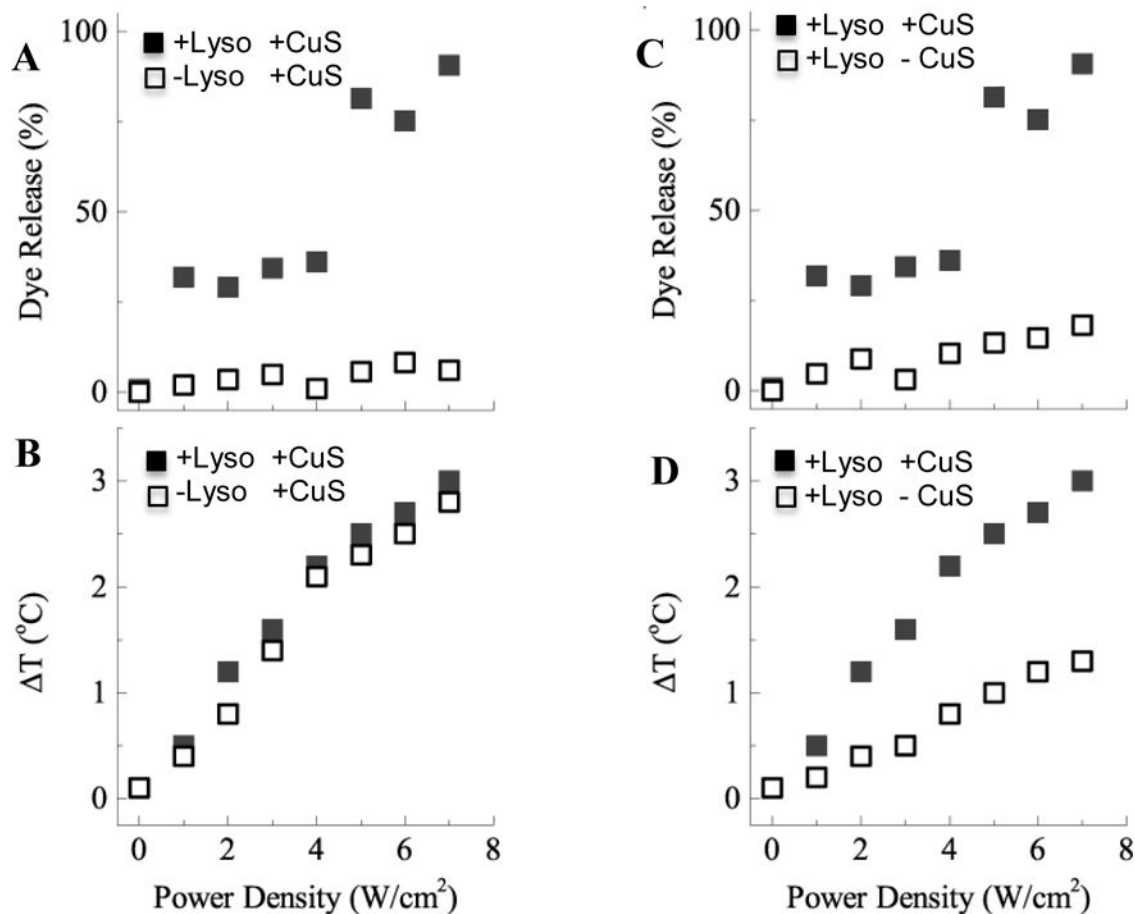 A
100
50
0
Dye Release (%)
+Lyso +CuS
-Lyso +CuS
B
3
2
1
0
ΔT (°C)
+Lyso +CuS
-Lyso +CuS
0 2 4 6 8
Power Density (W/cm²)
C
100
50
0
Dye Release (%)
+Lyso +CuS
+Lyso - CuS
D
3
2
1
0
ΔT (°C)
+Lyso +CuS
+Lyso - CuS
0 2 4 6 8
Power Density (W/cm²)